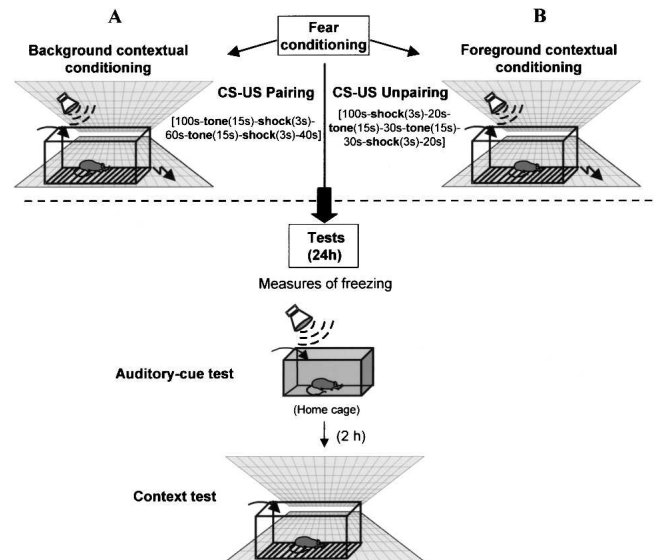 A
B
Fear
conditioning
Background contextual
conditioning
Foreground contextual
conditioning
CS-US Pairing
[100s-tone(15s)-shock(3s)-
60s-tone(15s)-shock(3s)-40s]
CS-US Unpairing
[100s-shock(3s)-20s-
tone(15s)-30s-tone(15s)-
30s-shock(3s)-20s]
Tests
(24h)
Measures of freezing
Auditory-cue test
(Home cage)
(2 h)
Context test